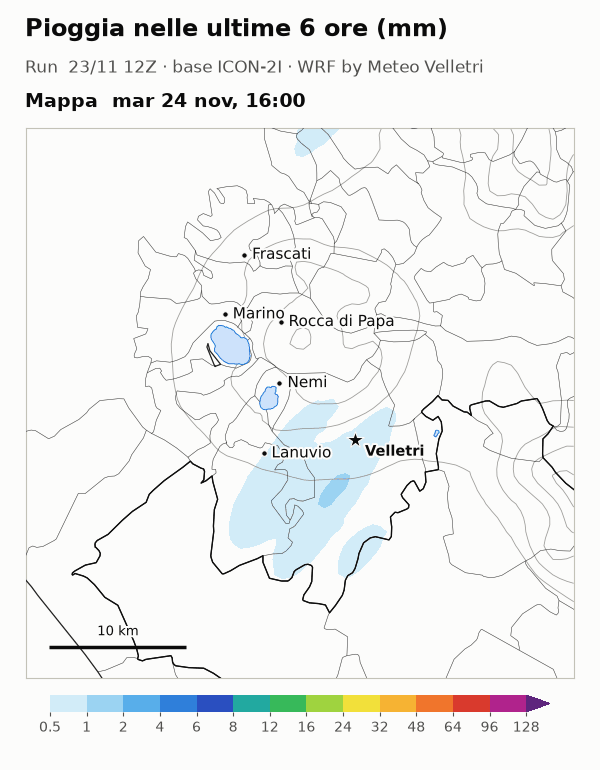 Pioggia nelle ultime 6 ore (mm)
Run  23/11 12Z · base ICON-2I · WRF by Meteo Velletri
Mappa  mar 24 nov, 16:00
Frascati
Marino
Rocca di Papa
Nemi
Velletri
Lanuvio
10 km
0.5 1 2 4 6 8 12 16 24 32 48 64 96 128